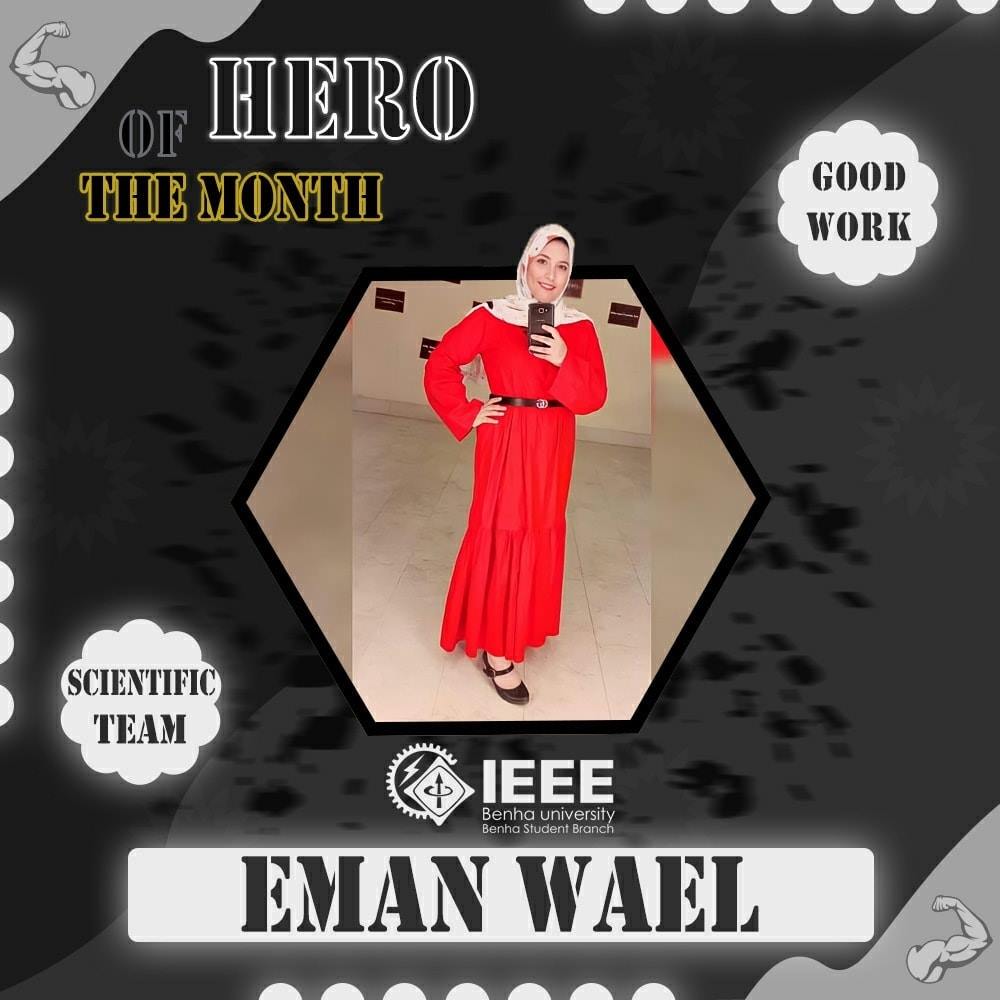 HERO
OF
THE MONTH
GOOD
WORK
SCIENTIFIC
TEAM
IEEE
Benha university
Benha Student Branch
EMAN WAEL